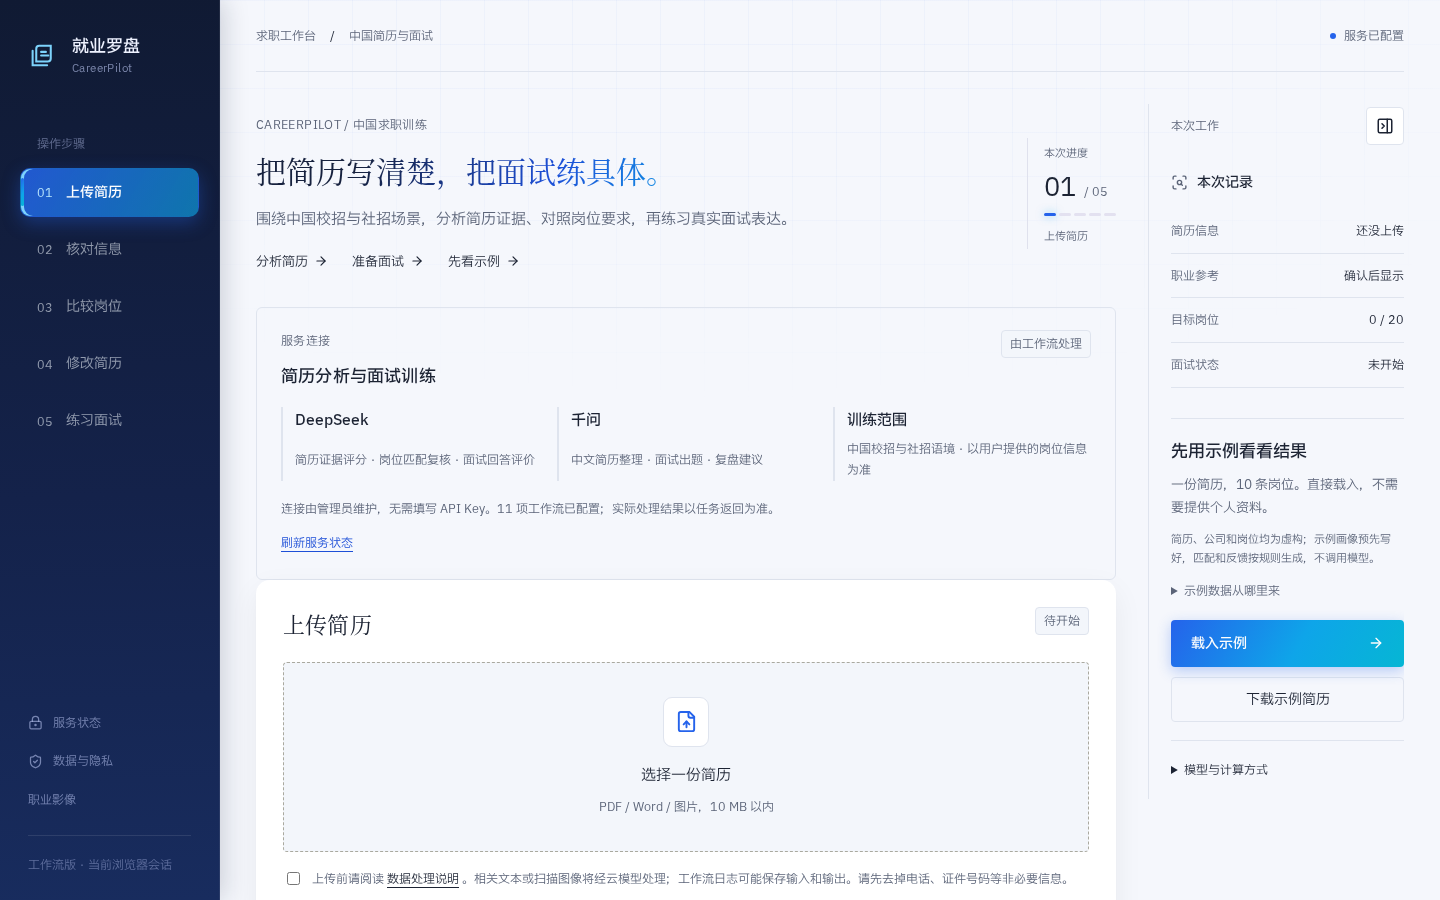 就业罗盘
CareerPilot
操作步骤
01 上传简历
02 核对信息
03 比较岗位
04 修改简历
05 练习面试
服务状态
数据与隐私
职业影像
工作流版 · 当前浏览器会话
求职工作台 / 中国简历与面试
服务已配置
CAREERPILOT / 中国求职训练
把简历写清楚，把面试练具体。
围绕中国校招与社招场景，分析简历证据、对照岗位要求，再练习真实面试表达。
分析简历 → 准备面试 → 先看示例 →
本次进度
01 / 05
上传简历
服务连接
由工作流处理
简历分析与面试训练
DeepSeek
简历证据评分 · 岗位匹配复核 · 面试回答评价
千问
中文简历整理 · 面试出题 · 复盘建议
训练范围
中国校招与社招语境 · 以用户提供的岗位信息
为准
连接由管理员维护，无需填写 API Key。11 项工作流已配置；实际处理结果以任务返回为准。
刷新服务状态
上传简历
待开始
选择一份简历
PDF / Word / 图片，10 MB 以内
上传前请阅读 数据处理说明 。相关文本或扫描图像将经云模型处理；工作流日志可能保存输入和输出。请先去掉电话、证件号码等非必要信息。
本次工作
本次记录
简历信息 还没上传
职业参考 确认后显示
目标岗位 0 / 20
面试状态 未开始
先用示例看看结果
一份简历，10 条岗位。直接载入，不需
要提供个人资料。
简历、公司和岗位均为虚构；示例画像预先写
好，匹配和反馈按规则生成，不调用模型。
示例数据从哪里来
载入示例 →
下载示例简历
模型与计算方式